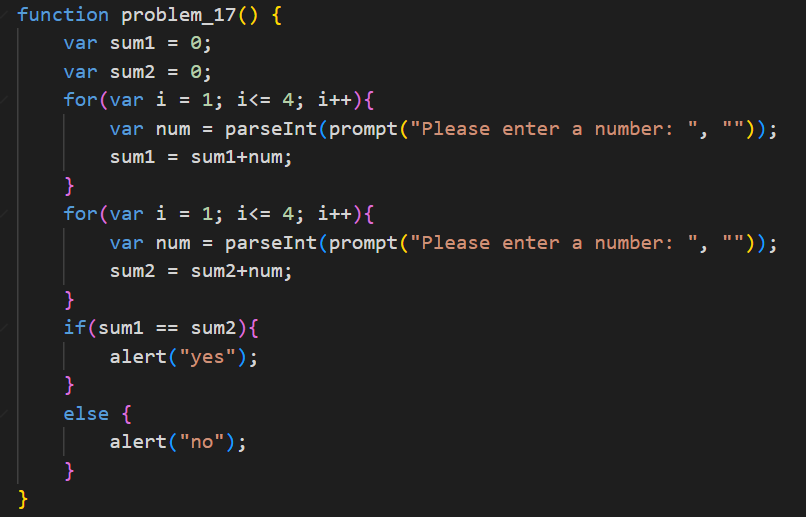 function problem_17() {
    var sum1 = 0;
    var sum2 = 0;
    for(var i = 1; i<= 4; i++){
        var num = parseInt(prompt("Please enter a number: ", ""));
        sum1 = sum1+num;
    }
    for(var i = 1; i<= 4; i++){
        var num = parseInt(prompt("Please enter a number: ", ""));
        sum2 = sum2+num;
    }
    if(sum1 == sum2){
        alert("yes");
    }
    else {
        alert("no");
    }
}